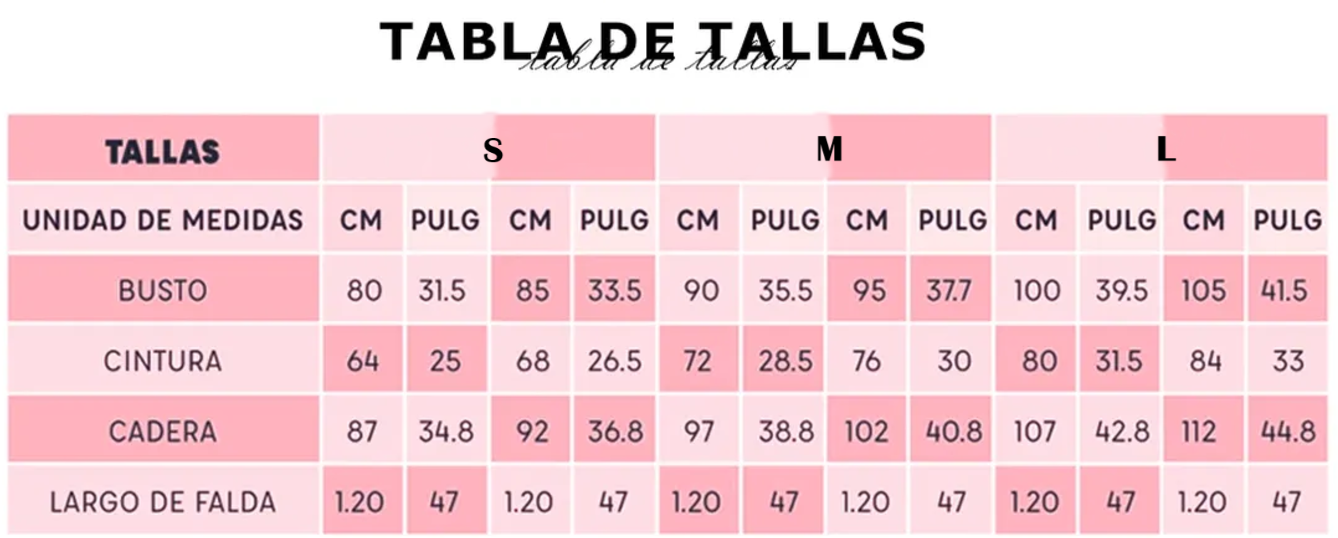 TABLA DE TALLAS
tabla de tallas
TALLAS S M L
UNIDAD DE MEDIDAS CM PULG CM PULG CM PULG CM PULG CM PULG CM PULG
BUSTO 80 31.5 85 33.5 90 35.5 95 37.7 100 39.5 105 41.5
CINTURA 64 25 68 26.5 72 28.5 76 30 80 31.5 84 33
CADERA 87 34.8 92 36.8 97 38.8 102 40.8 107 42.8 112 44.8
LARGO DE FALDA 1.20 47 1.20 47 1.20 47 1.20 47 1.20 47 1.20 47